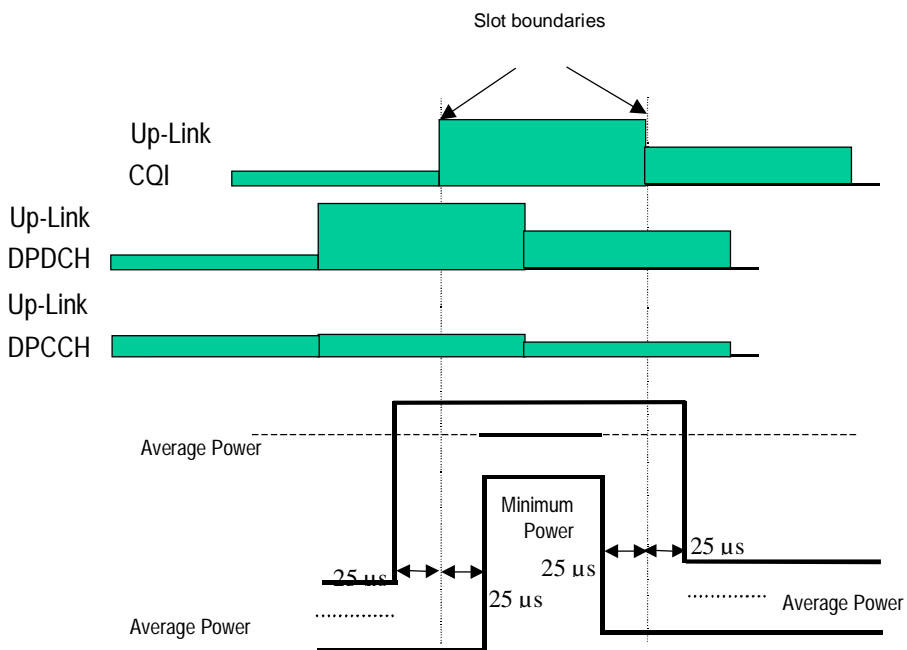 Slot boundaries
Up-Link
CQI
Up-Link
DPDCH
Up-Link
DPCCH
Average Power
Minimum
Power
25 µs
25 µs
25 µs
25 µs
Average Power
Average Power